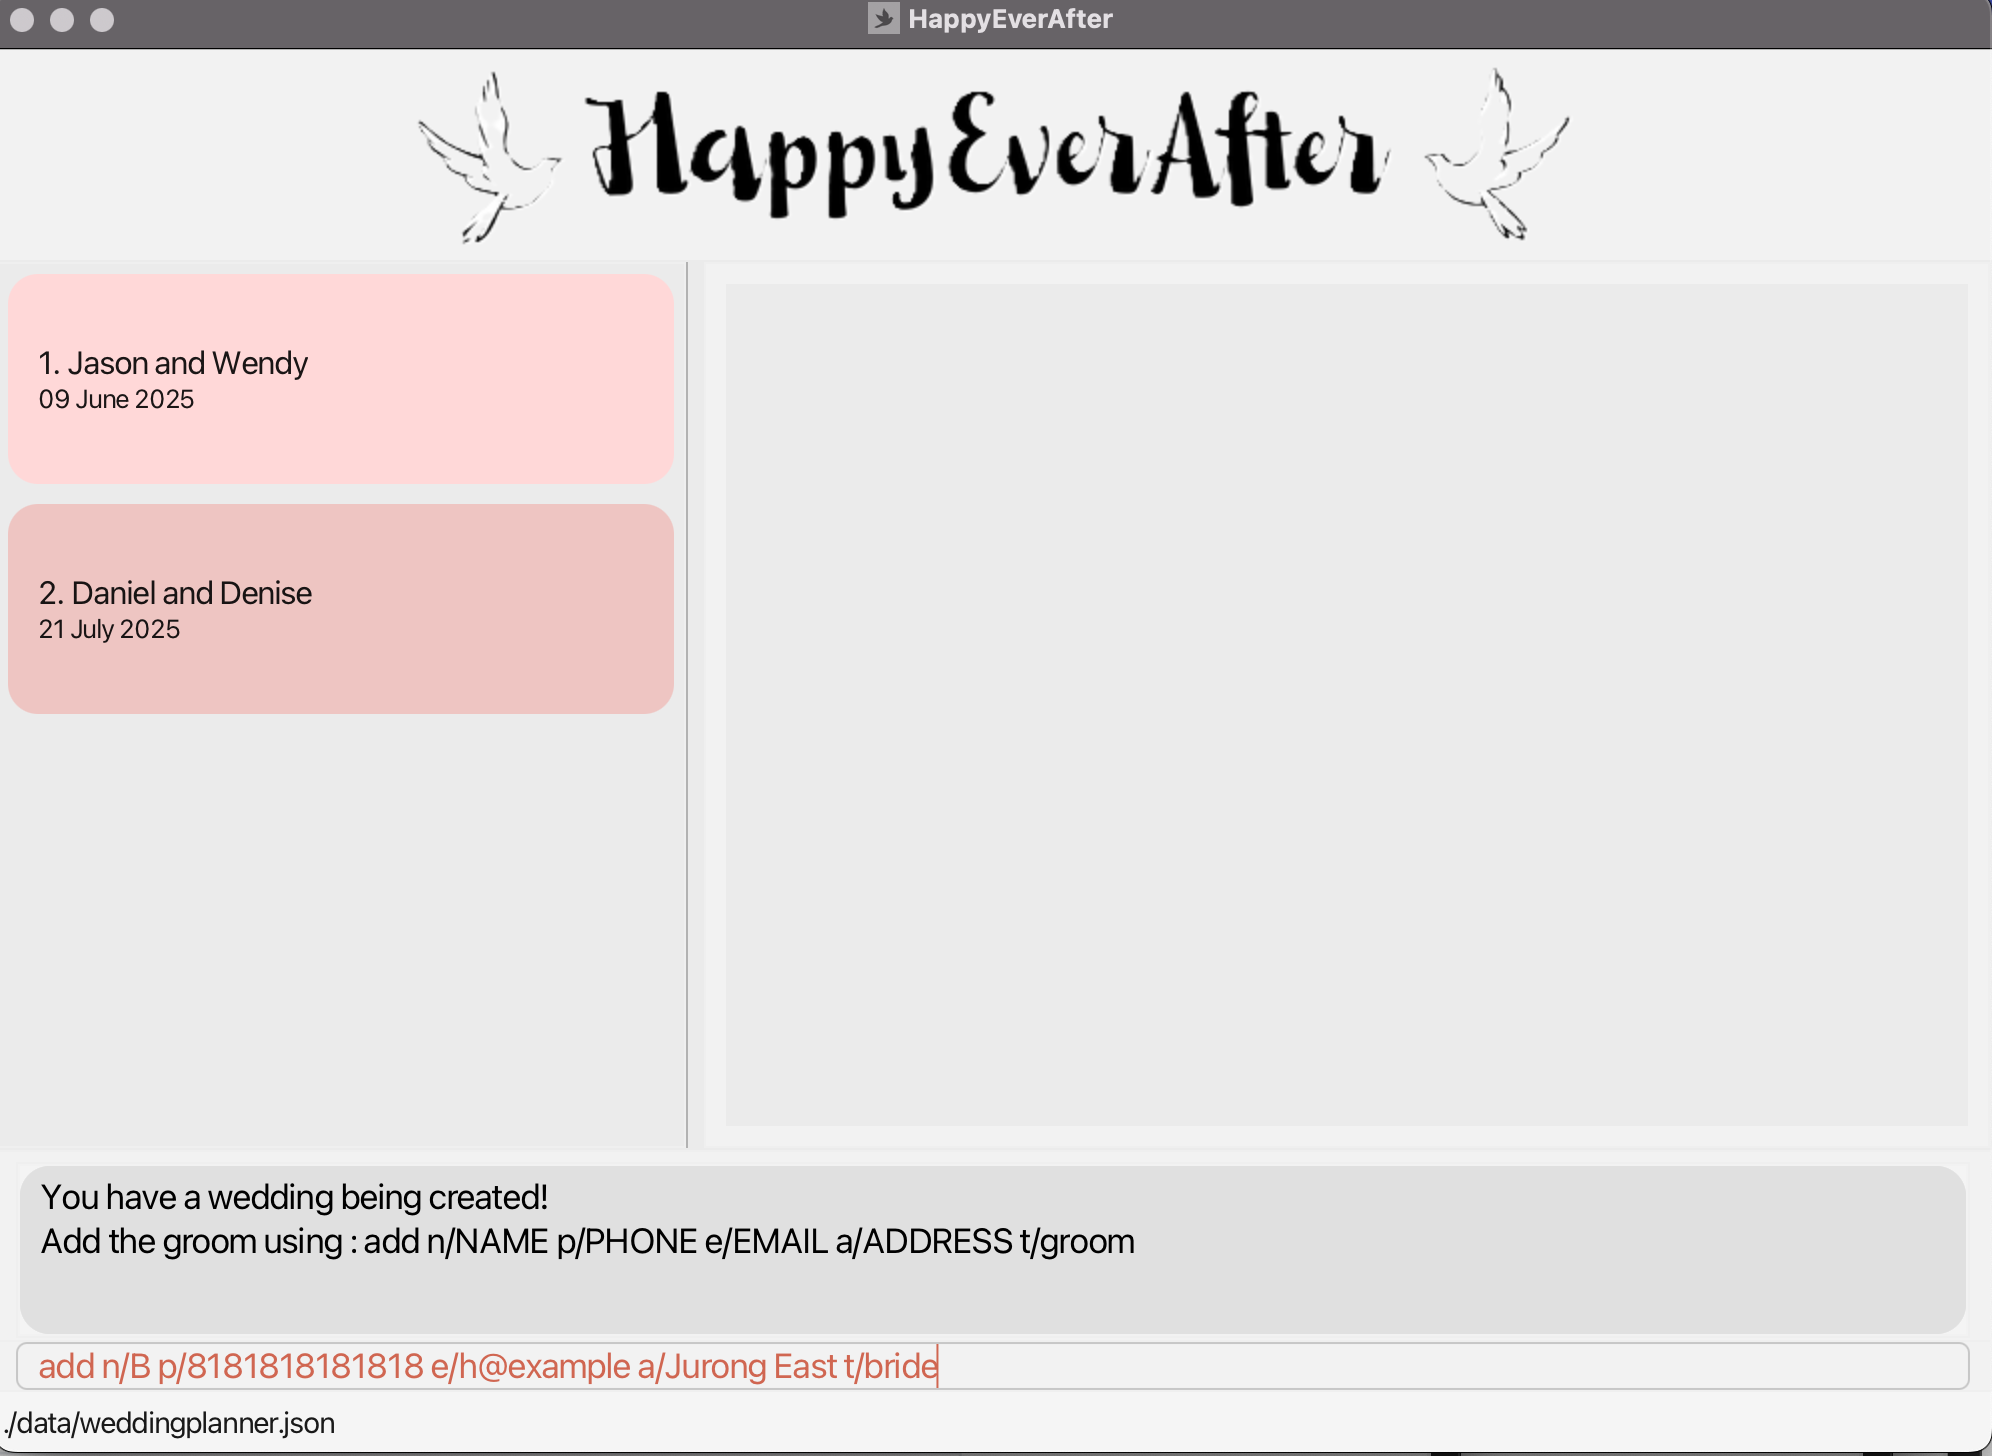 HappyEverAfter
HappyEverAfter
1. Jason and Wendy
09 June 2025
2. Daniel and Denise
21 July 2025
You have a wedding being created!
Add the groom using : add n/NAME p/PHONE e/EMAIL a/ADDRESS t/groom
add n/B p/8181818181818 e/h@example a/Jurong East t/bride
./data/weddingplanner.json